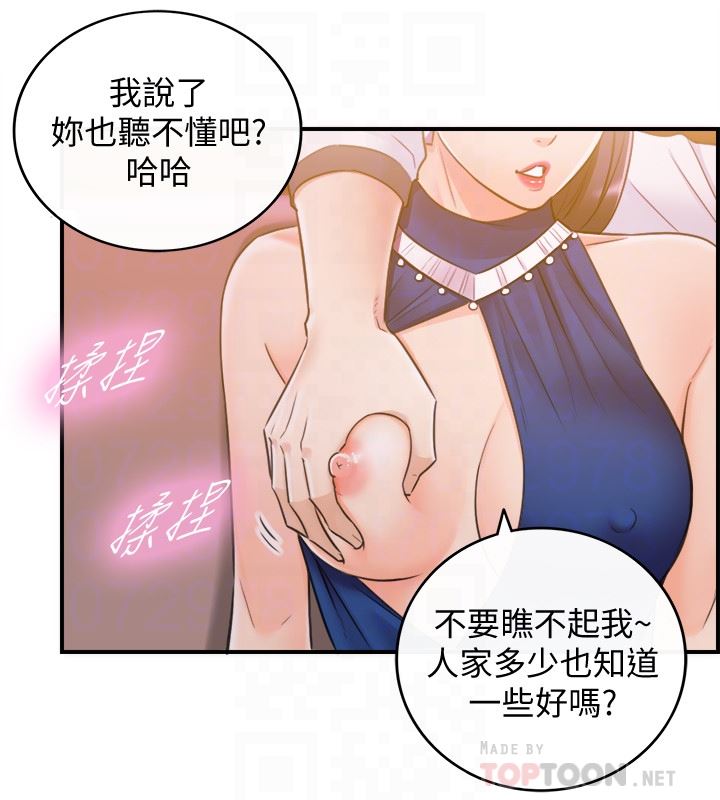 我說了
妳也聽不懂吧?
哈哈
揉捏
揉捏
不要瞧不起我~
人家多少也知道
一些好嗎?
MADE BY
TOPTOON.NET